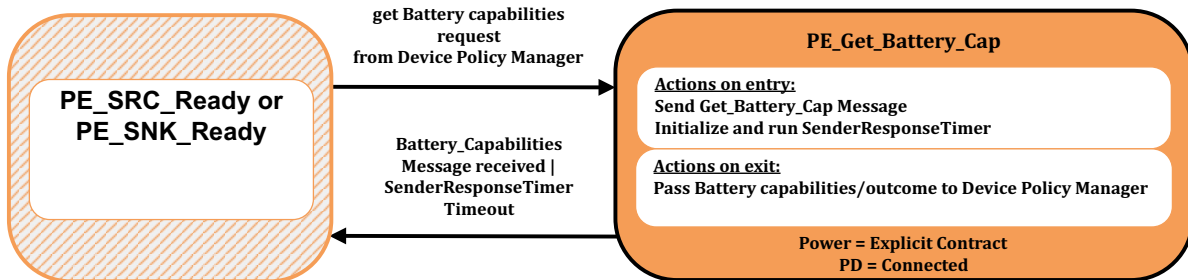 get Battery capabilities
request
from Device Policy Manager
PE_SRC_Ready or
PE_SNK_Ready
Battery_Capabilities
Message received |
SenderResponseTimer
Timeout
PE_Get_Battery_Cap
Actions on entry:
Send Get_Battery_Cap Message
Initialize and run SenderResponseTimer
Actions on exit:
Pass Battery capabilities/outcome to Device Policy Manager
Power = Explicit Contract
PD = Connected